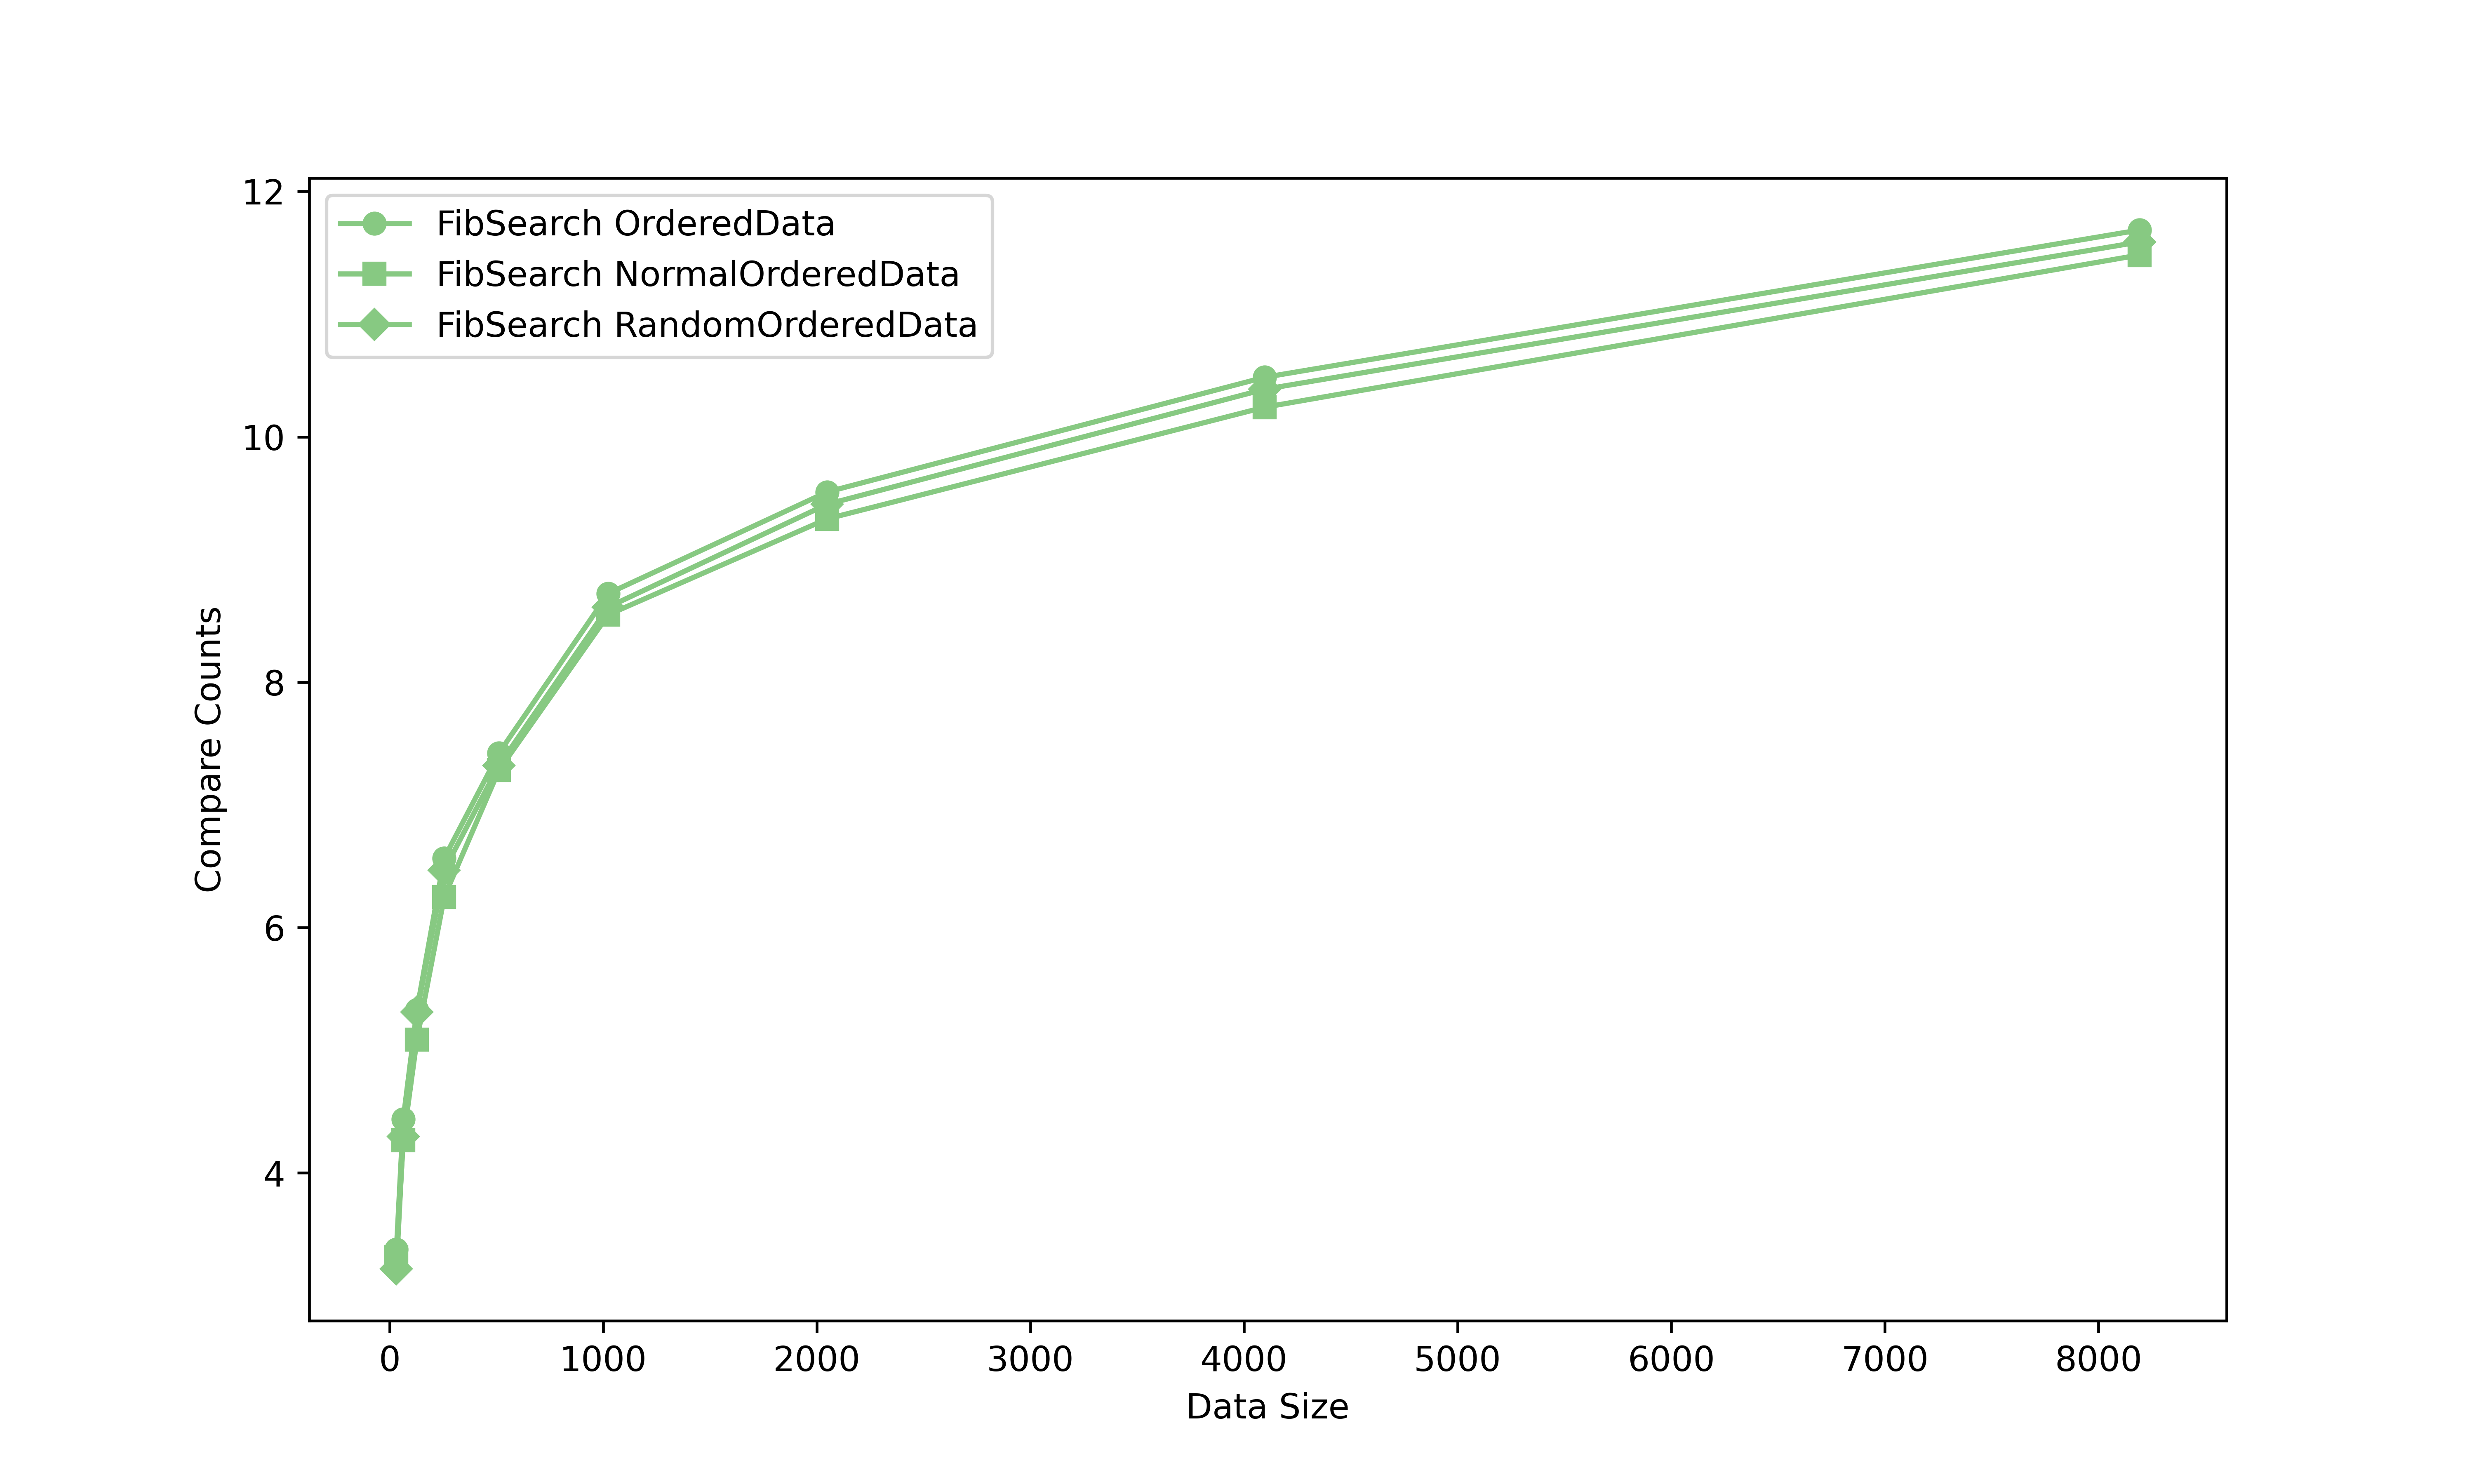 FibSearch OrderedData
FibSearch NormalOrderedData
FibSearch RandomOrderedData
12
10
8
6
4
Compare Counts
0 1000 2000 3000 4000 5000 6000 7000 8000
Data Size